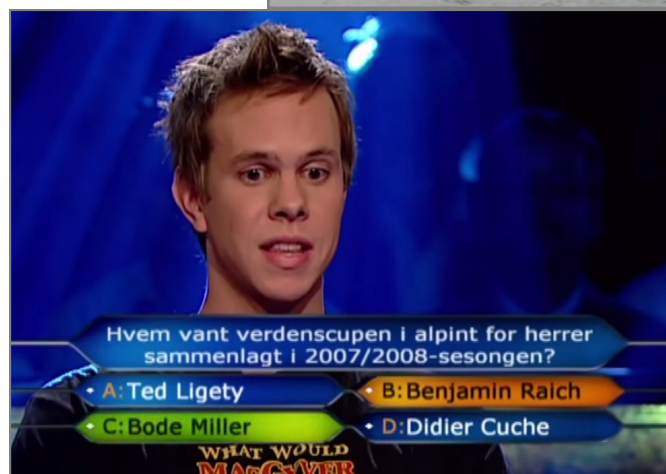 Hvem vant verdenscupen i alpint for herrer
sammenlagt i 2007/2008-sesongen?
A: Ted Ligety
B: Benjamin Raich
C: Bode Miller
D: Didier Cuche
WHAT WOULD
MACGYVER